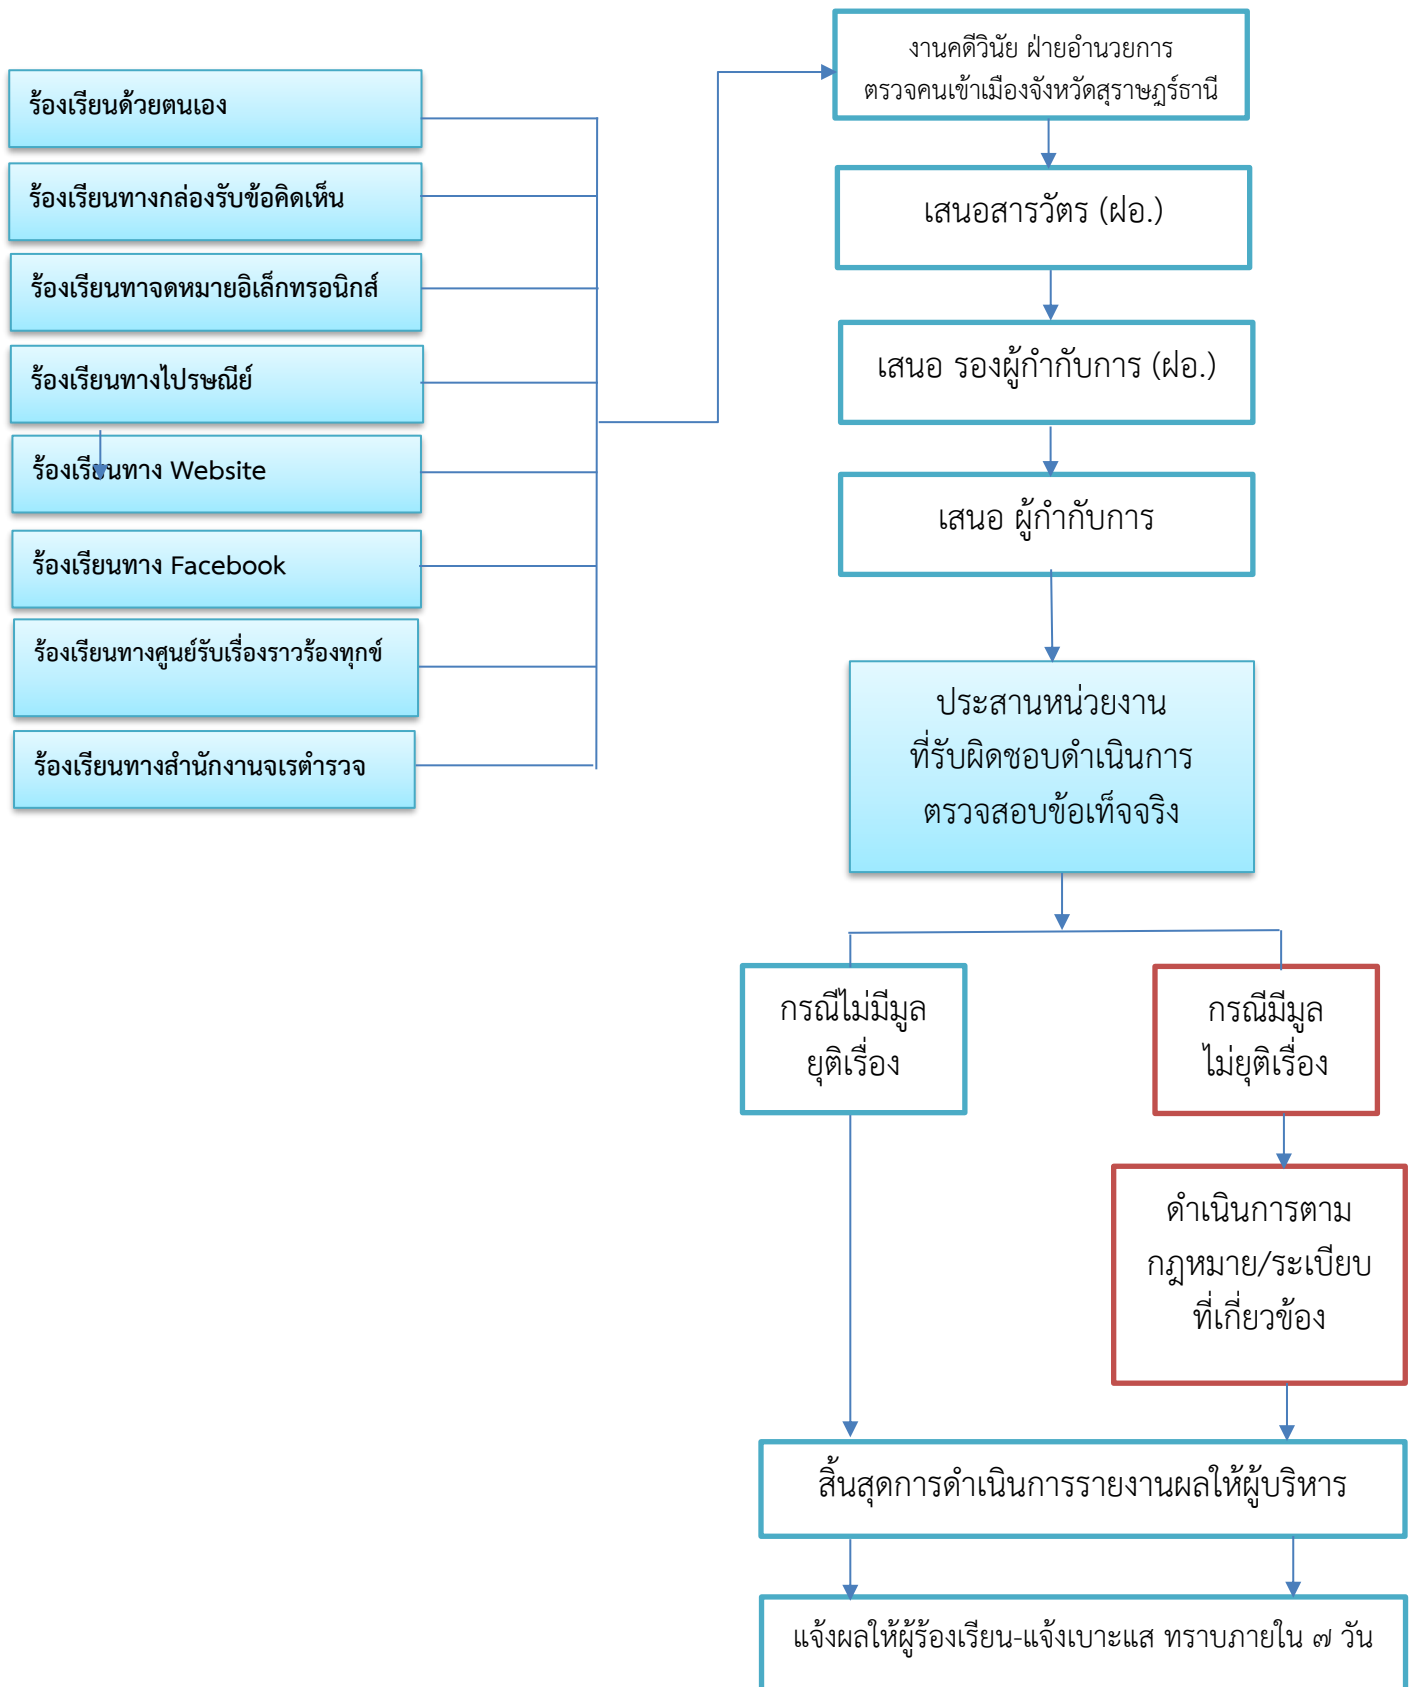 ร้องเรียนด้วยตนเอง
ร้องเรียนทางกล่องรับข้อคิดเห็น
ร้องเรียนทาจดหมายอิเล็กทรอนิกส์
ร้องเรียนทางไปรษณีย์
ร้องเรียนทาง Website
ร้องเรียนทาง Facebook
ร้องเรียนทางศูนย์รับเรื่องราวร้องทุกข์
ร้องเรียนทางสำนักงานจเรตำรวจ
งานคดีวินัย ฝ่ายอำนวยการ
ตรวจคนเข้าเมืองจังหวัดสุราษฎร์ธานี
เสนอสารวัตร (ฝอ.)
เสนอ รองผู้กำกับการ (ฝอ.)
เสนอ ผู้กำกับการ
ประสานหน่วยงาน
ที่รับผิดชอบดำเนินการ
ตรวจสอบข้อเท็จจริง
กรณีไม่มีมูล
ยุติเรื่อง
กรณีมีมูล
ไม่ยุติเรื่อง
ดำเนินการตาม
กฎหมาย/ระเบียบ
ที่เกี่ยวข้อง
สิ้นสุดการดำเนินการรายงานผลให้ผู้บริหาร
แจ้งผลให้ผู้ร้องเรียน-แจ้งเบาะแส ทราบภายใน ๗ วัน